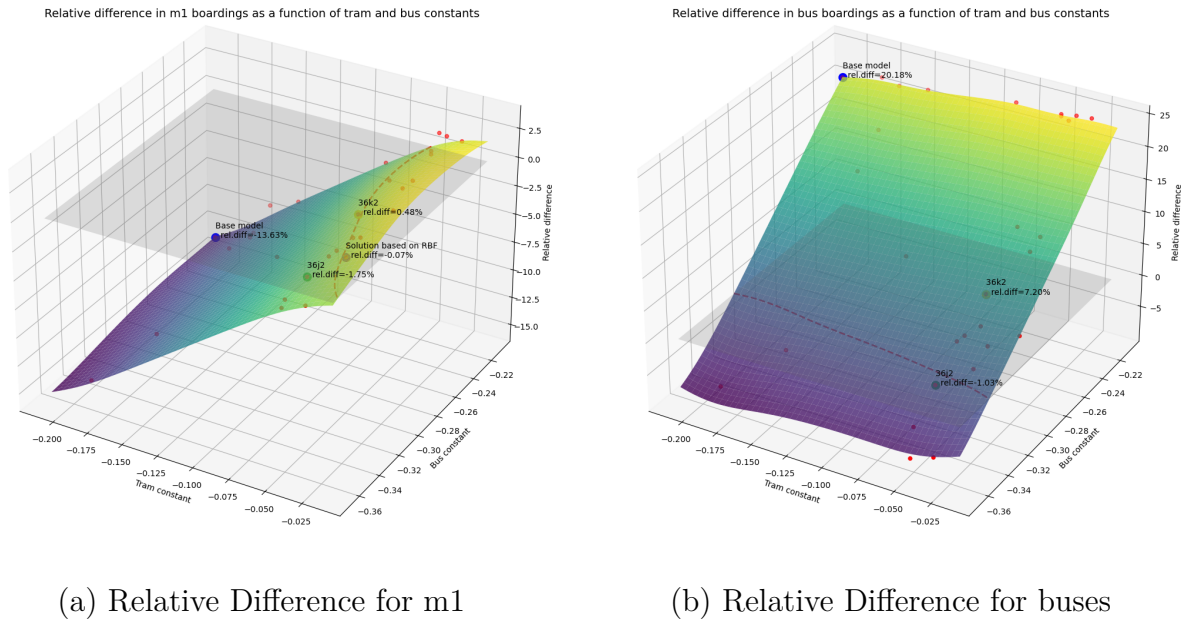 Relative difference in m1 boardings as a function of tram and bus constants
2.5
0.0
−2.5
−5.0
−7.5
−10.0
−12.5
−15.0
Relative difference
36k2
rel.diff=0.48%
Base model
rel.diff=-13.63%
Solution based on RBF
rel.diff=-0.07%
36j2
rel.diff=-1.75%
−0.22
−0.24
−0.26
−0.28
−0.30
−0.32
−0.34
−0.36
Bus constant
−0.200
−0.175
−0.150
−0.125
−0.100
−0.075
−0.050
−0.025
Tram constant
(a) Relative Difference for m1
Relative difference in bus boardings as a function of tram and bus constants
Base model
rel.diff=20.18%
25
20
15
10
5
0
−5
Relative difference
36k2
rel.diff=7.20%
36j2
rel.diff=-1.03%
−0.22
−0.24
−0.26
−0.28
−0.30
−0.32
−0.34
−0.36
Bus constant
−0.200
−0.175
−0.150
−0.125
−0.100
−0.075
−0.050
−0.025
Tram constant
(b) Relative Difference for buses